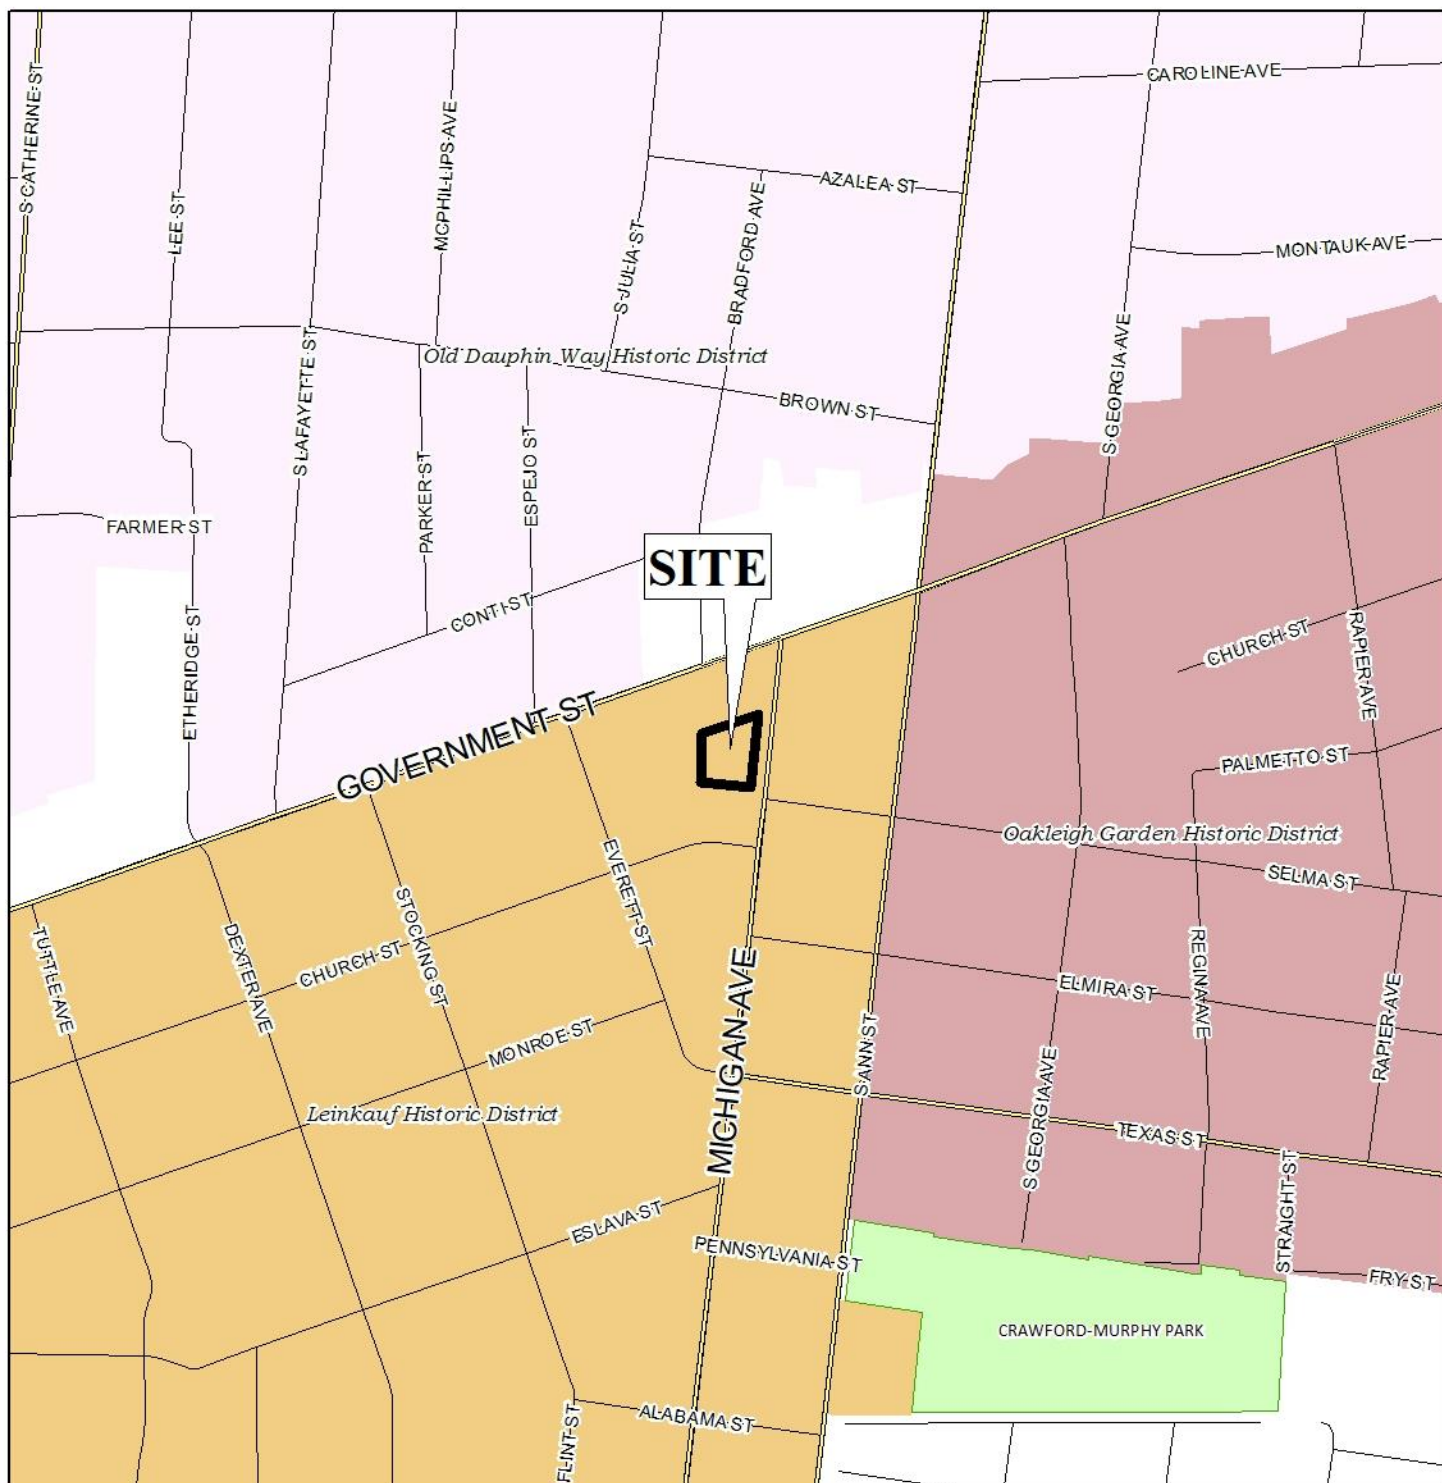 S CATHERINE ST
LEE ST
MCPHILLIPS AVE
CAROLINE AVE
AZALEA ST
S JULIA ST
BRADFORD AVE
MONTAUK AVE
S LAFAYETTE ST
Old Dauphin Way Historic District
S GEORGIA AVE
BROWN ST
PARKER ST
ESPEJO ST
FARMER ST
SITE
CONTI ST
ETHERIDGE ST
CHURCH ST
RAPIER AVE
GOVERNMENT ST
PALMETTO ST
Oakleigh Garden Historic District
SELMA ST
EVERETT ST
STOCKING ST
TUTTLE AVE
DEXTER AVE
CHURCH ST
REGINA AVE
ELMIRA ST
RAPIER AVE
MONROE ST
MICHIGAN AVE
S ANN ST
Leinkauf Historic District
S GEORGIA AVE
TEXAS ST
STRAIGHT ST
ESLAVA ST
PENNSYLVANIA ST
FRY ST
CRAWFORD-MURPHY PARK
ALABAMA ST
FLINT ST